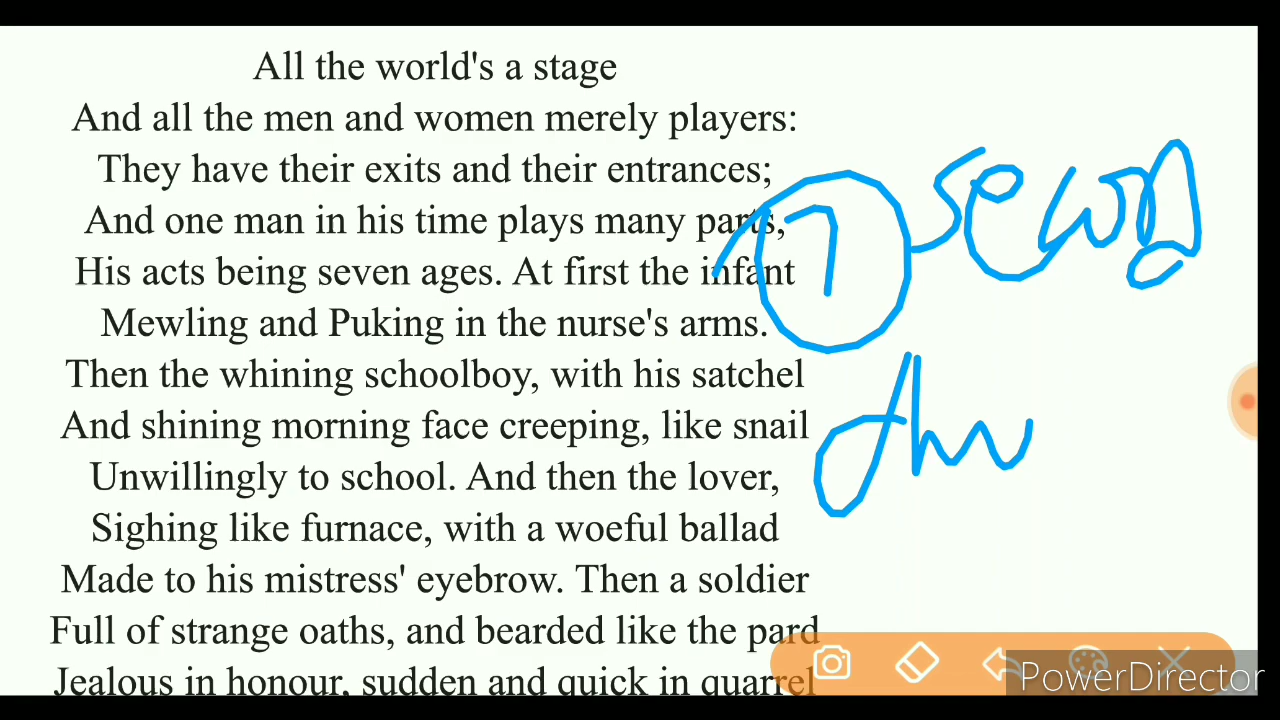 All the world's a stage
And all the men and women merely players:
They have their exits and their entrances;
And one man in his time plays many parts,
His acts being seven ages. At first the infant
Mewling and Puking in the nurse's arms.
Then the whining schoolboy, with his satchel
And shining morning face creeping, like snail
Unwillingly to school. And then the lover,
Sighing like furnace, with a woeful ballad
Made to his mistress' eyebrow. Then a soldier
Full of strange oaths, and bearded like the pard
Jealous in honour, sudden and quick in quarrel
7
PowerDirector